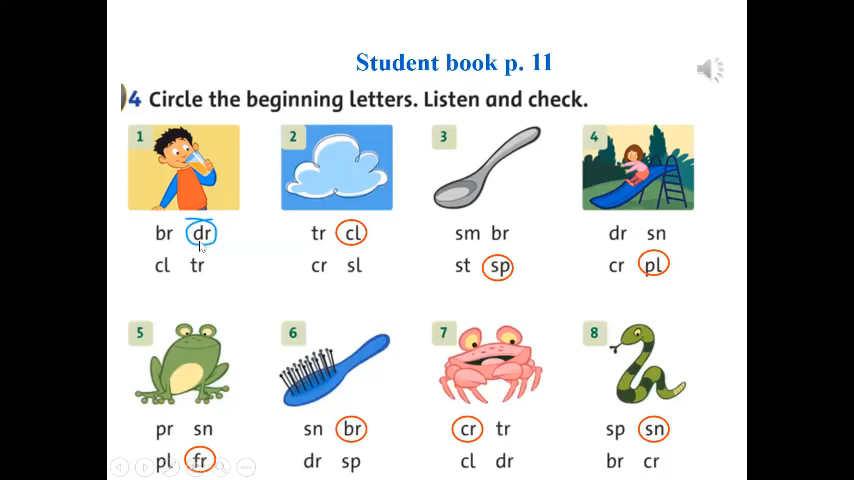 Student book p. 11
4 Circle the beginning letters. Listen and check.
1 2 3 4
br dr tr cl sm br dr sn
cl tr cr sl st sp cr pl
5 6 7 8
pr sn sn br cr tr sp sn
pl fr dr sp cl dr br cr